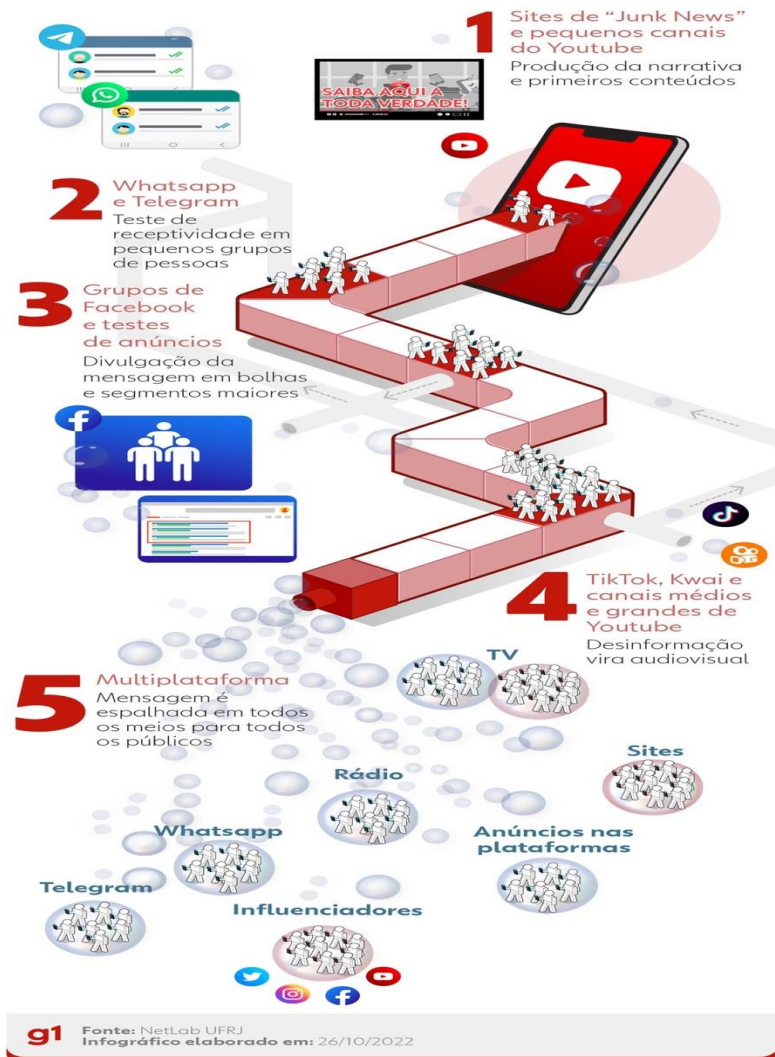 1
Sites de “Junk News”
e pequenos canais
do Youtube
Produção da narrativa
e primeiros conteúdos
SAIBA AQUI A
TODA VERDADE!
2
Whatsapp
e Telegram
Teste de
receptividade em
pequenos grupos
de pessoas
3
Grupos de
Facebook
e testes
de anúncios
Divulgação da
mensagem em bolhas
e segmentos maiores
4
TikTok, Kwai e
canais médios
e grandes de
Youtube
Desinformação
vira audiovisual
5
Multiplataforma
Mensagem é
espalhada em todos
os meios para todos
os públicos
TV
Sites
Rádio
Whatsapp
Anúncios nas
plataformas
Telegram
Influenciadores
g1
Fonte: NetLab UFRJ
Infográfico elaborado em: 26/10/2022